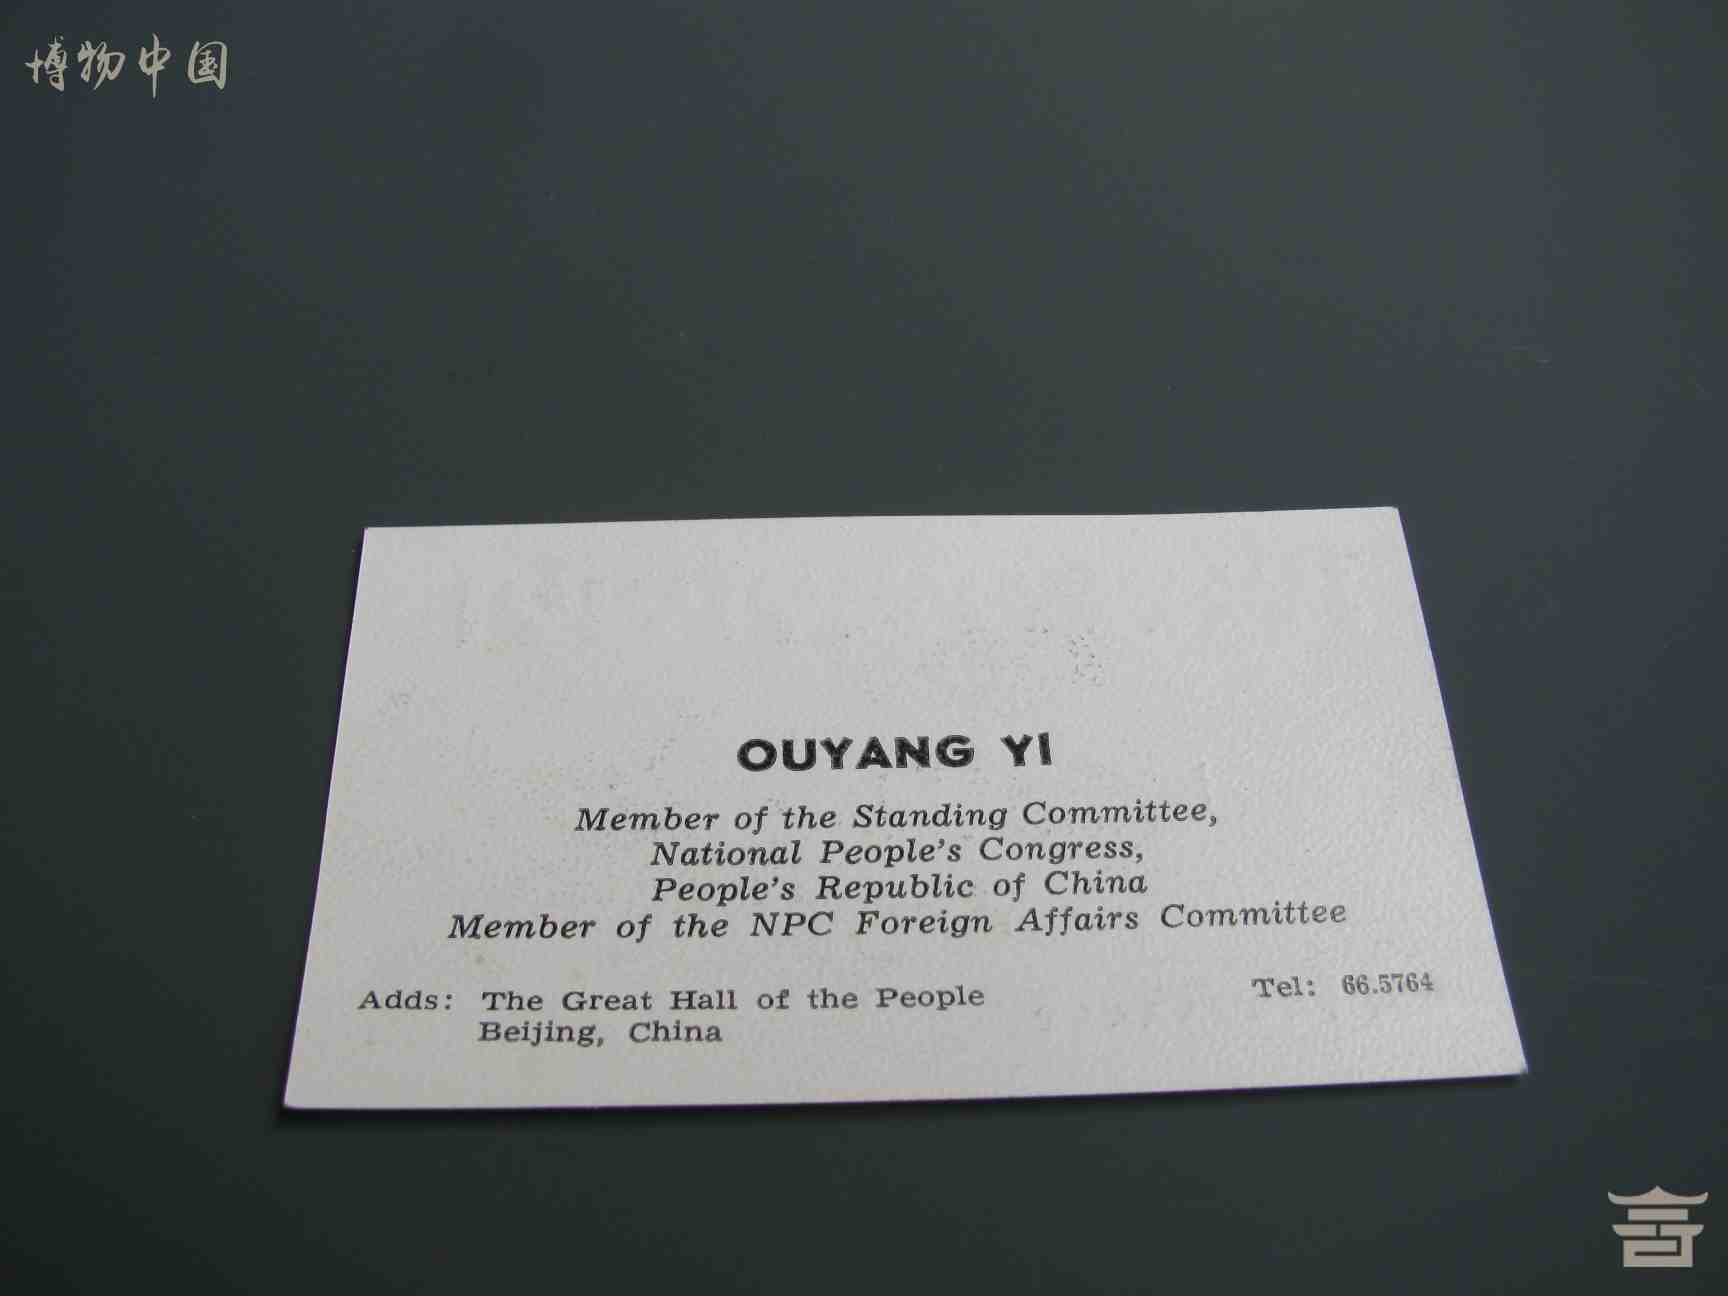 博物中国
OUYANG YI
Member of the Standing Committee,
National People's Congress,
People's Republic of China
Member of the NPC Foreign Affairs Committee
Adds: The Great Hall of the People
Beijing, China
Tel: 66.5764